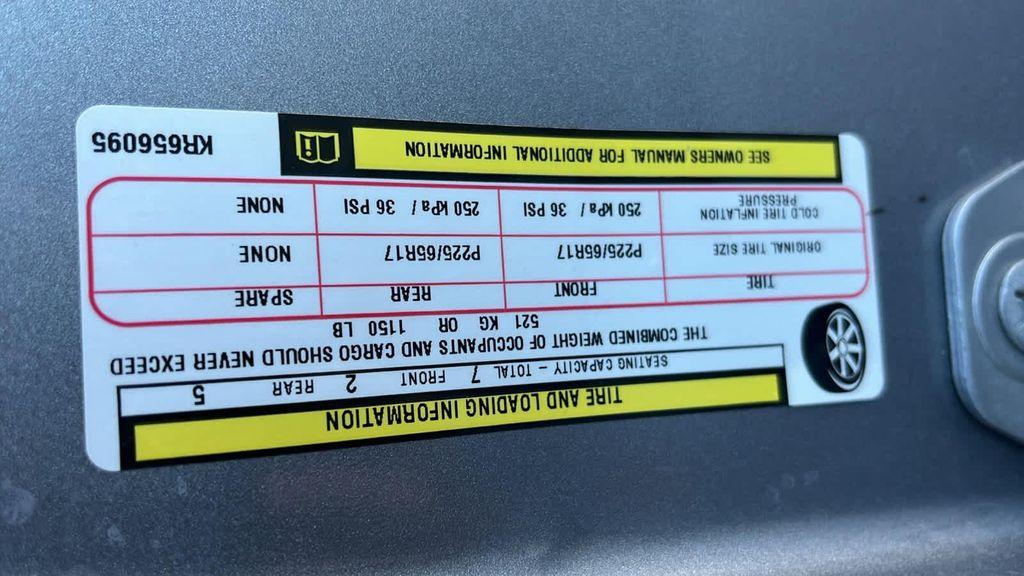 TIRE AND LOADING INFORMATION
SEATING CAPACITY – TOTAL 7 FRONT 2 REAR 5
THE COMBINED WEIGHT OF OCCUPANTS AND CARGO SHOULD NEVER EXCEED
521 KG OR 1150 LB
TIRE FRONT REAR SPARE
ORIGINAL TIRE SIZE P225/65R17 P225/65R17 NONE
COLD TIRE INFLATION PRESSURE 250 kPa / 36 PSI 250 kPa / 36 PSI NONE
SEE OWNERS MANUAL FOR ADDITIONAL INFORMATION
KR656095